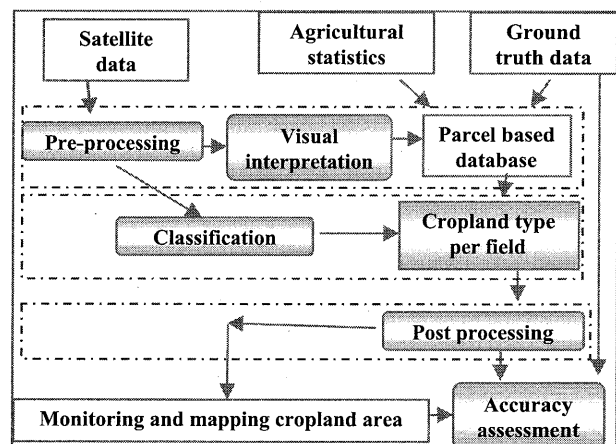 Satellite
data
Agricultural
statistics
Ground
truth data
Pre-processing
Visual
interpretation
Parcel based
database
Classification
Cropland type
per field
Post processing
Monitoring and mapping cropland area
Accuracy
assessment